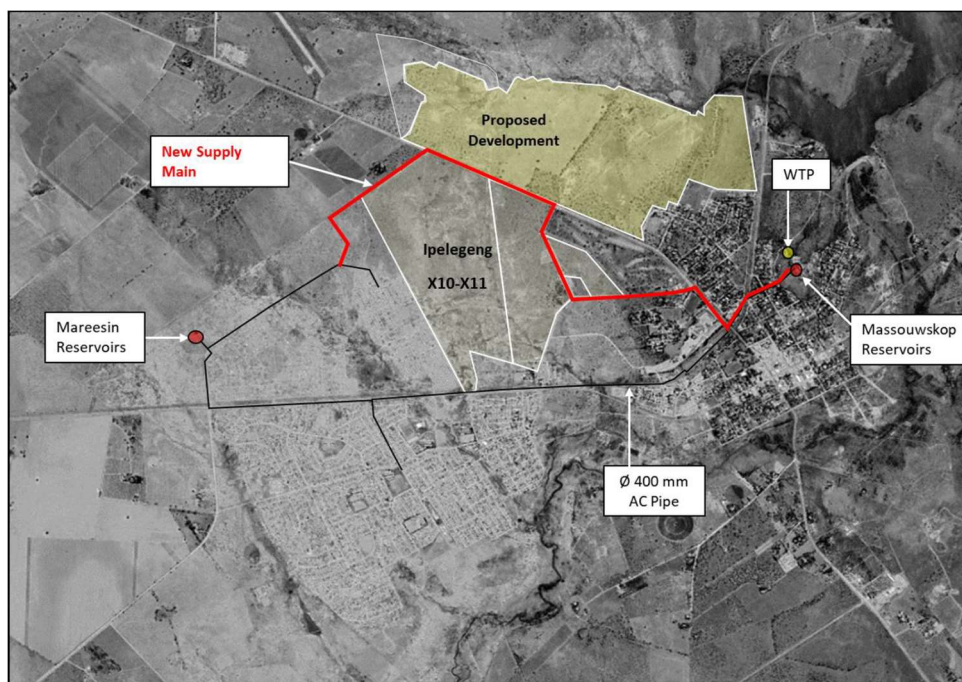 Proposed
Development
New Supply
Main
WTP
Ipelegeng
X10-X11
Mareesin
Reservoirs
Massouwskop
Reservoirs
Ø 400 mm
AC Pipe